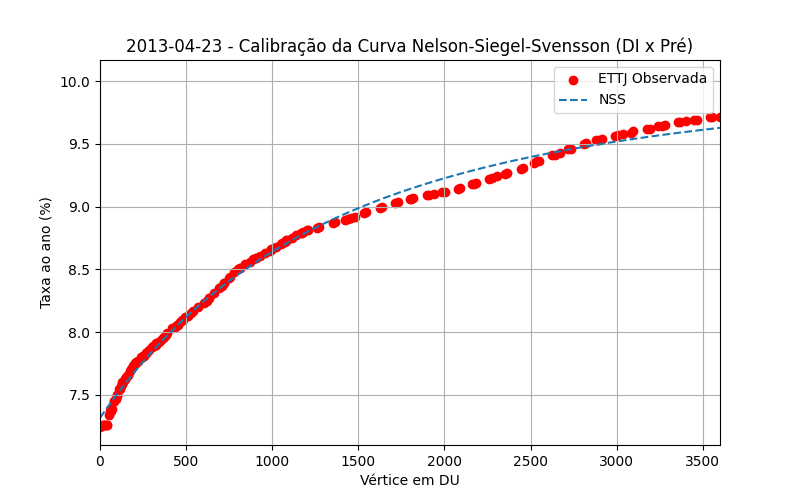 2013-04-23 - Calibração da Curva Nelson-Siegel-Svensson (DI x Pré)
ETTJ Observada
NSS
Taxa ao ano (%)
10.0
9.5
9.0
8.5
8.0
7.5
0 500 1000 1500 2000 2500 3000 3500
Vértice em DU